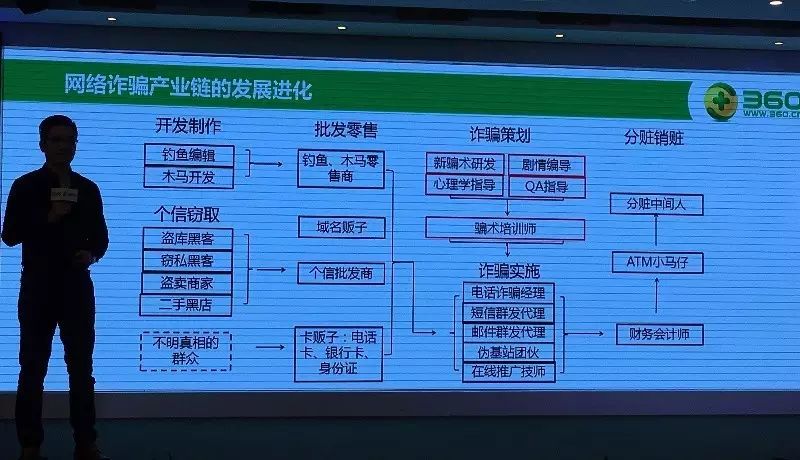 网络诈骗产业链的发展进化
360
www.360.cn
开发制作
钓鱼编辑
木马开发
个信窃取
盗库黑客
窃私黑客
盗卖商家
二手黑店
不明真相的
群众
批发零售
钓鱼、木马零
售商
域名贩子
个信批发商
卡贩子：电话
卡、银行卡、
身份证
诈骗策划
新骗术研发
剧情编导
心理学指导
QA指导
骗术培训师
诈骗实施
电话诈骗经理
短信群发代理
邮件群发代理
伪基站团伙
在线推广技师
分赃销赃
分赃中间人
ATM小马仔
财务会计师